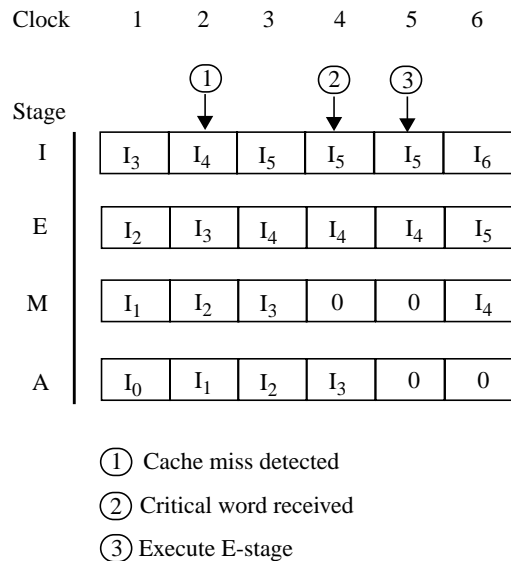 Clock 1 2 3 4 5 6
1 2 3
Stage
I I3 I4 I5 I5 I5 I6
E I2 I3 I4 I4 I4 I5
M I1 I2 I3 0 0 I4
A I0 I1 I2 I3 0 0
1 Cache miss detected
2 Critical word received
3 Execute E-stage